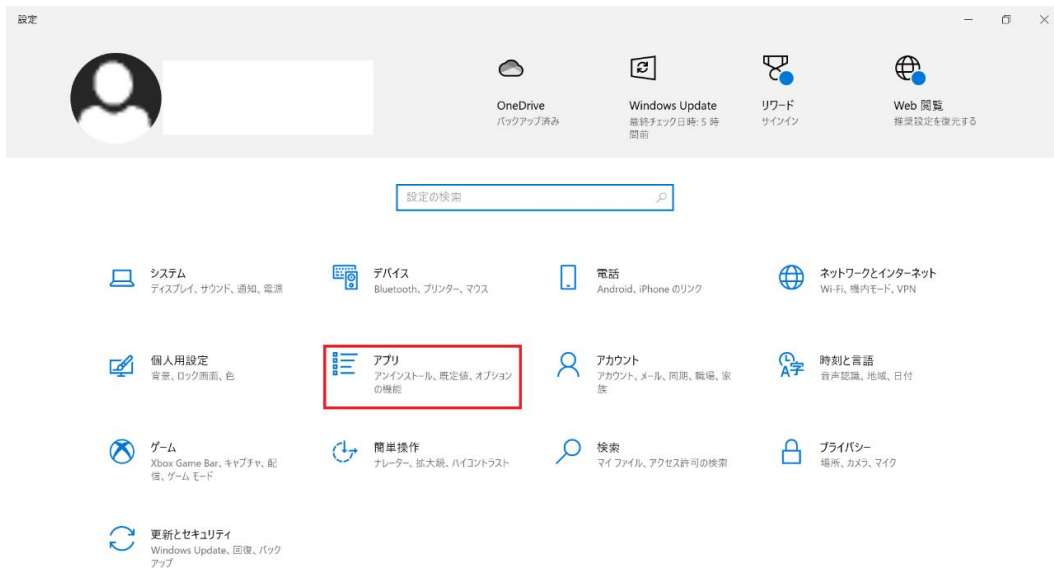 設定
OneDrive
バックアップ済み
Windows Update
最終チェック日時: 5 時
間前
リワード
サインイン
Web 閲覧
推奨設定を復元する
設定の検索
システム
ディスプレイ、サウンド、通知、電源
デバイス
Bluetooth、プリンター、マウス
電話
Android、iPhone のリンク
ネットワークとインターネット
Wi-Fi、機内モード、VPN
個人用設定
背景、ロック画面、色
アプリ
アンインストール、既定値、オプション
の機能
アカウント
アカウント、メール、同期、職場、家
族
時刻と言語
音声認識、地域、日付
ゲーム
Xbox Game Bar、キャプチャ、配
信、ゲーム モード
簡単操作
ナレーター、拡大鏡、ハイコントラスト
検索
マイ ファイル、アクセス許可の検索
プライバシー
場所、カメラ、マイク
更新とセキュリティ
Windows Update、回復、バック
アップ